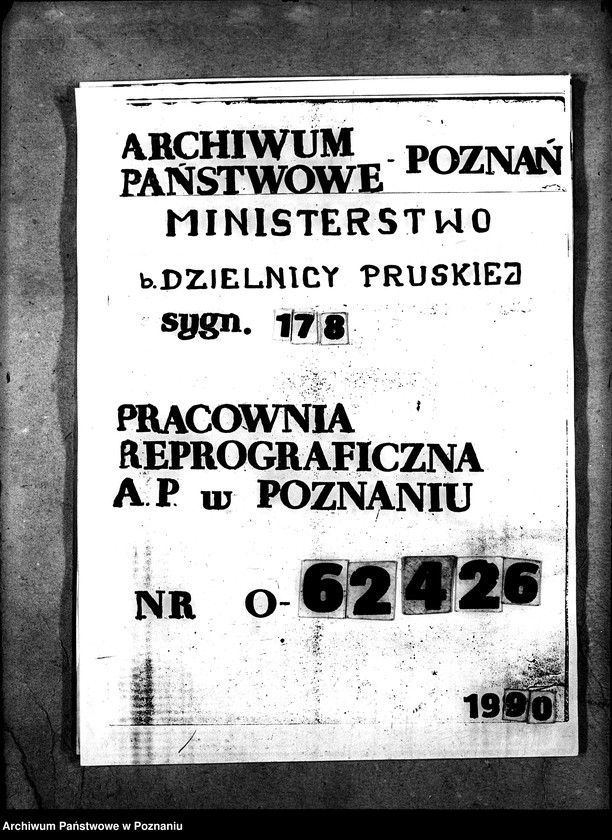 ARCHIWUM
PAŃSTWOWE - POZNAŃ
MINISTERSTWO
b. DZIELNICY PRUSKIEJ
sygn. 178
PRACOWNIA
REPROGRAFICZNA
A.P. w POZNANIU
NR O-62426
1990
Archiwum Państwowe w Poznaniu